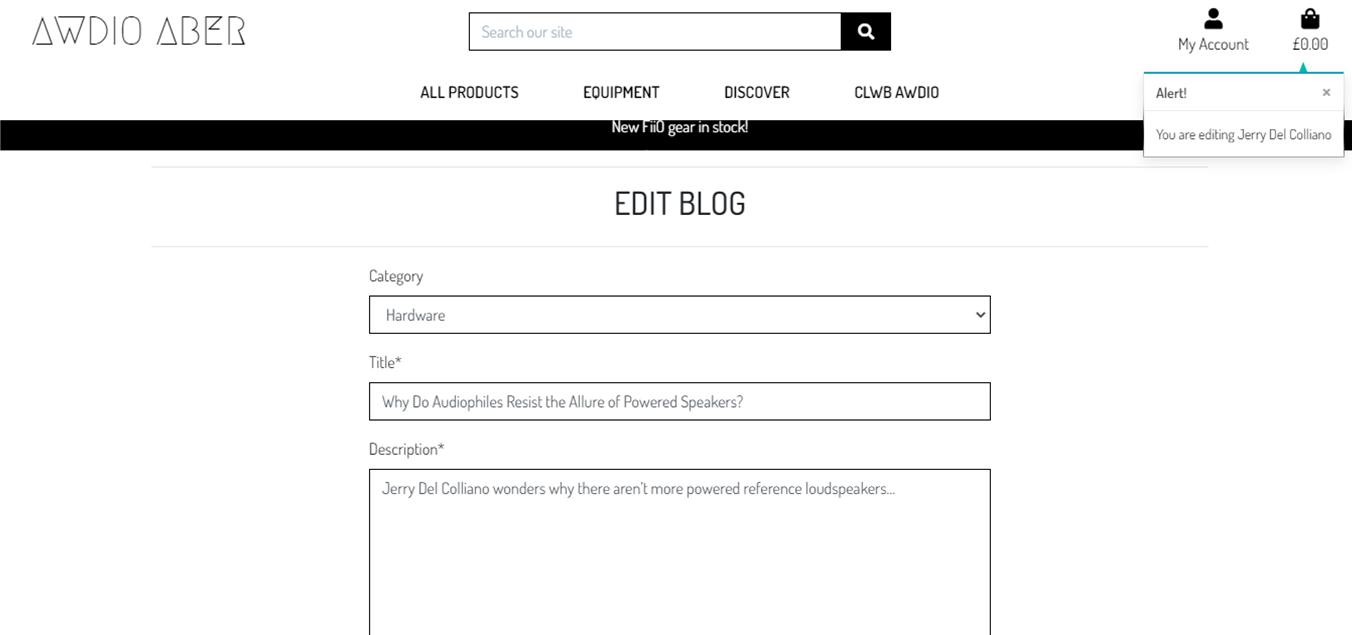 AWDIO ABER
Search our site
My Account
£0.00
ALL PRODUCTS
EQUIPMENT
DISCOVER
CLWB AWDIO
Alert!
×
You are editing Jerry Del Colliano
New FiiO gear in stock!
EDIT BLOG
Category
Hardware
Title*
Why Do Audiophiles Resist the Allure of Powered Speakers?
Description*
Jerry Del Colliano wonders why there aren't more powered reference loudspeakers...